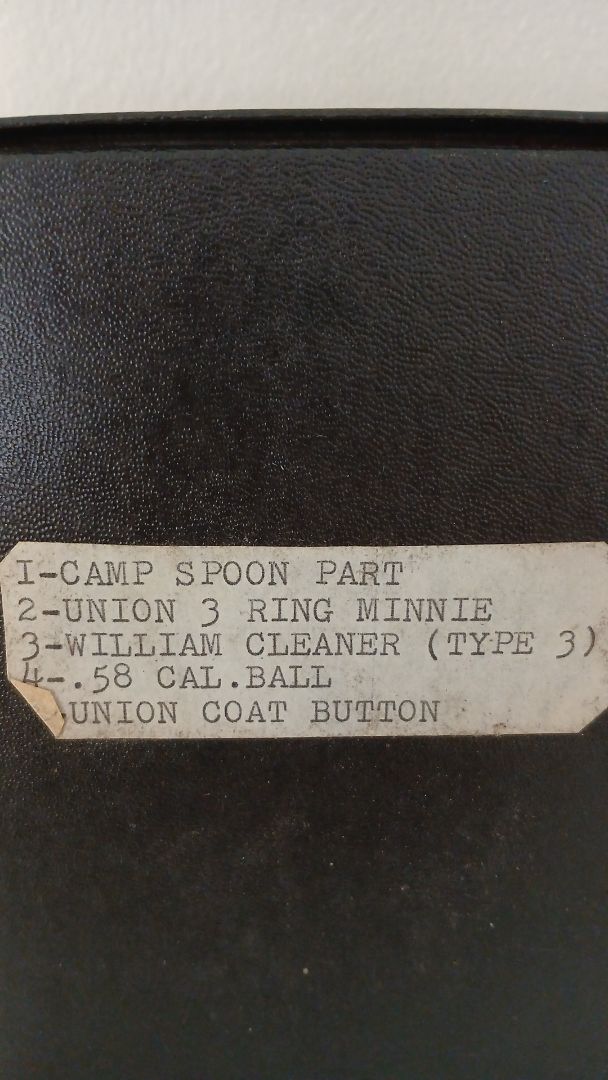 1-CAMP SPOON PART
2-UNION 3 RING MINNIE
3-WILLIAM CLEANER (TYPE 3)
4-.58 CAL.BALL
UNION COAT BUTTON